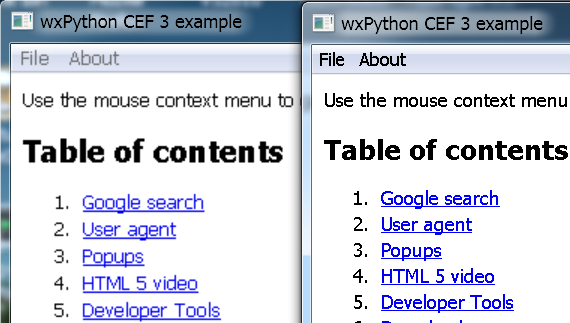 wxPython CEF 3 example
File About
Use the mouse context menu to
Table of contents
1. Google search
2. User agent
3. Popups
4. HTML 5 video
5. Developer Tools
wxPython CEF 3 example
File About
Use the mouse context menu
Table of contents
1. Google search
2. User agent
3. Popups
4. HTML 5 video
5. Developer Tools